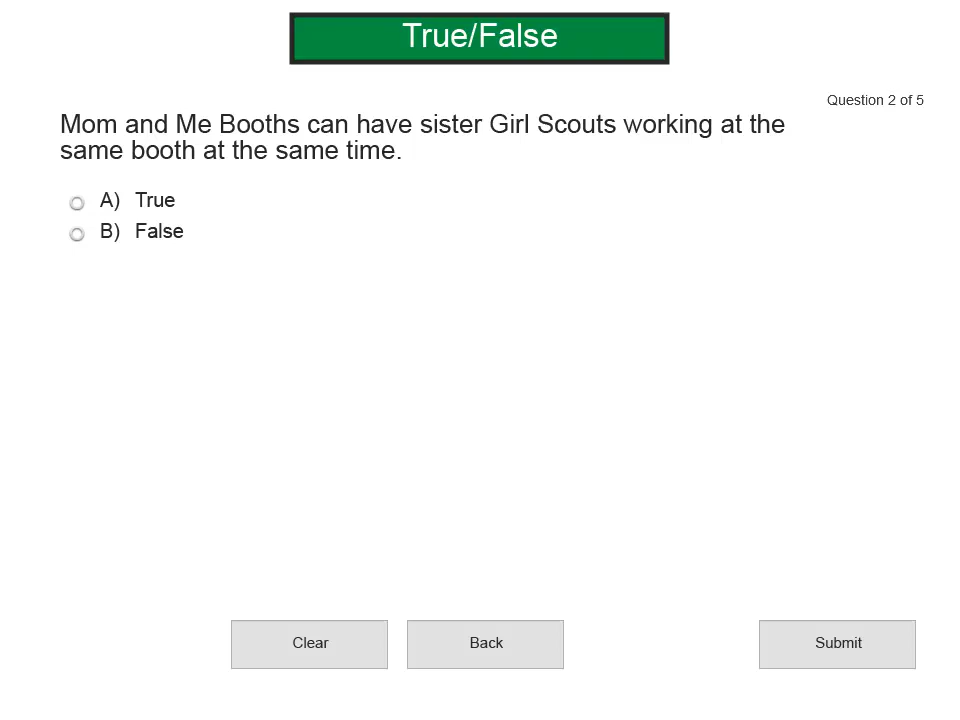 True/False
Question 2 of 5
Mom and Me Booths can have sister Girl Scouts working at the
same booth at the same time.
A) True
B) False
Clear
Back
Submit